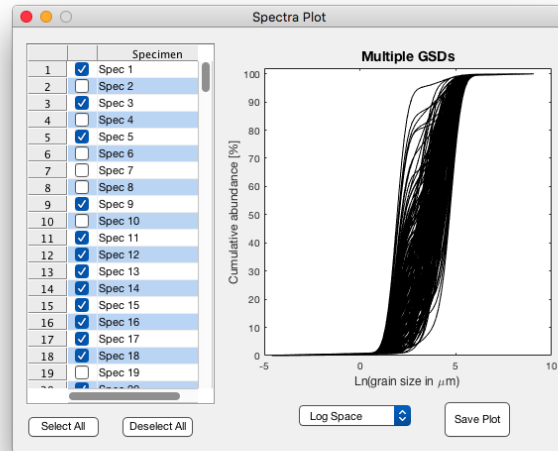 Spectra Plot
Specimen
1 Spec 1
2 Spec 2
3 Spec 3
4 Spec 4
5 Spec 5
6 Spec 6
7 Spec 7
8 Spec 8
9 Spec 9
10 Spec 10
11 Spec 11
12 Spec 12
13 Spec 13
14 Spec 14
15 Spec 15
16 Spec 16
17 Spec 17
18 Spec 18
19 Spec 19
Select All
Deselect All
Multiple GSDs
Cumulative abundance [%]
100
90
80
70
60
50
40
30
20
10
0
-5 0 5 10
Ln(grain size in μm)
Log Space
Save Plot